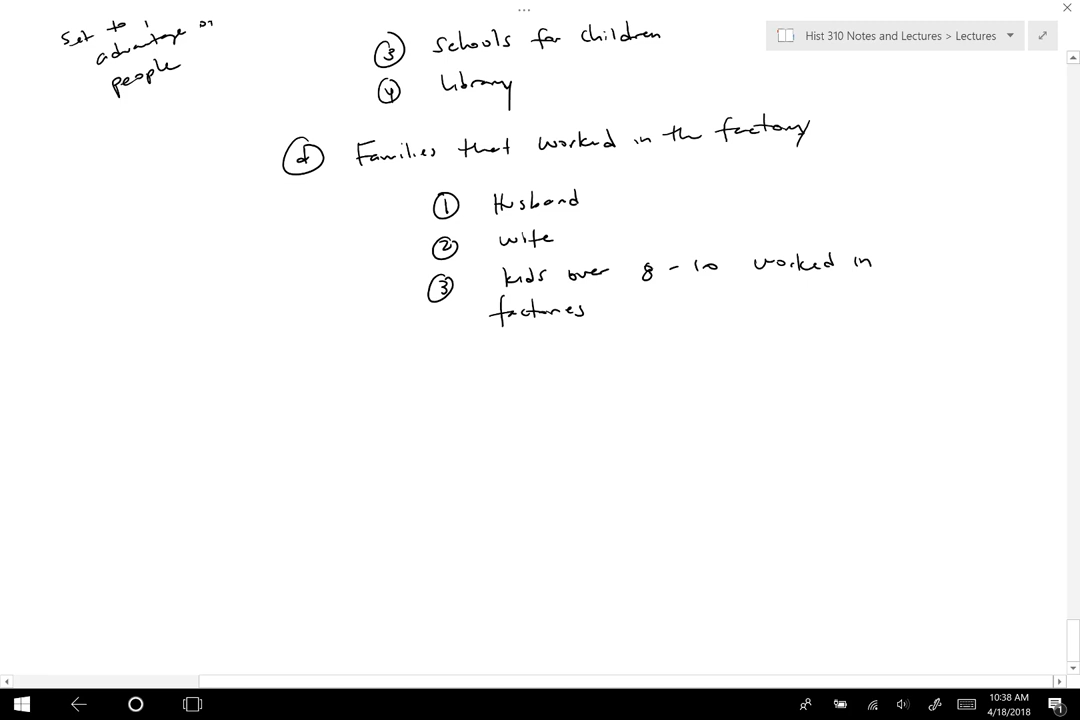 Set to
advantage
people
③ Schools for children
④ Library
Hist 310 Notes and Lectures > Lectures
ⓓ Families that worked in the factory
① Husband
② wife
③ kids over 8 - 10 worked in
factories
10:38 AM
4/18/2018
1